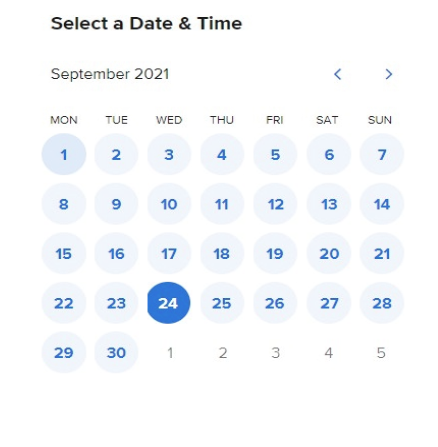 Select a Date & Time
September 2021
MON TUE WED THU FRI SAT SUN
1 2 3 4 5 6 7
8 9 10 11 12 13 14
15 16 17 18 19 20 21
22 23 24 25 26 27 28
29 30 1 2 3 4 5